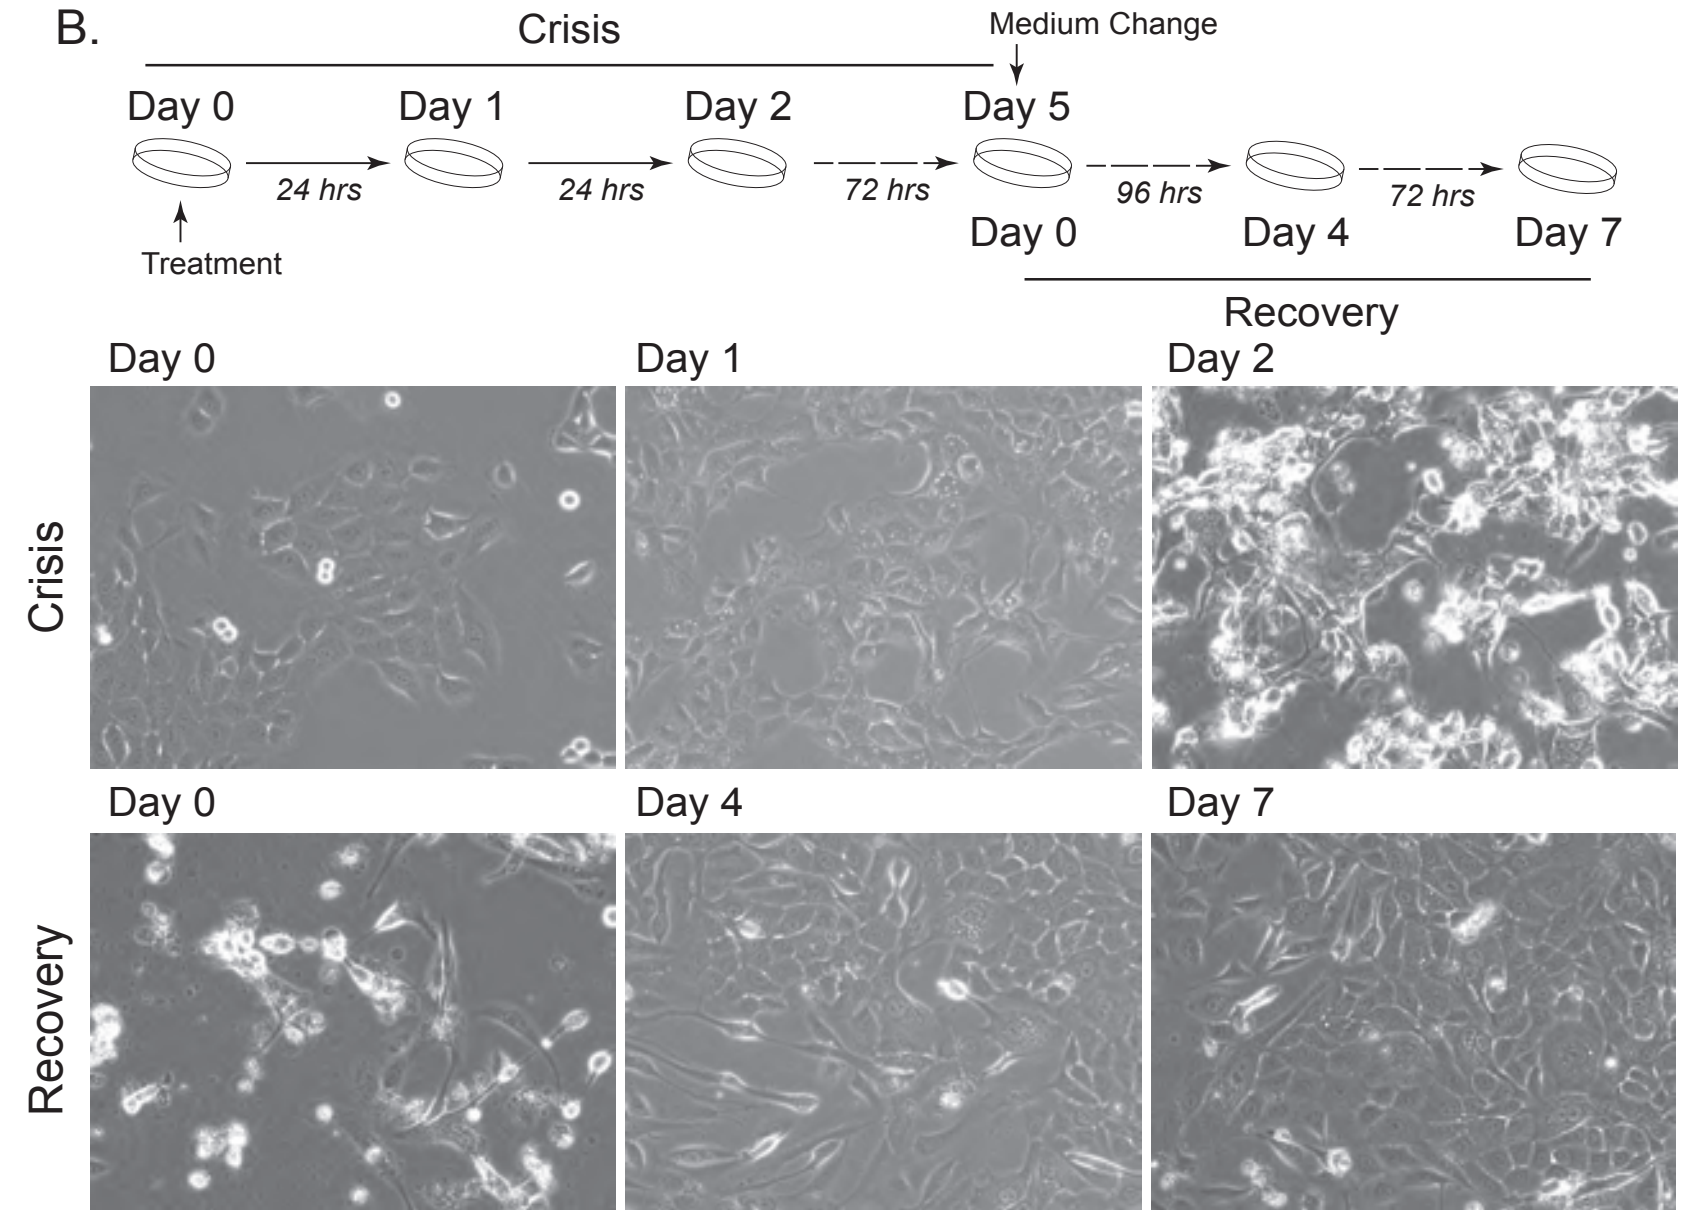 B.
Crisis
Medium Change
Day 0
Day 1
Day 2
Day 5
24 hrs
24 hrs
72 hrs
96 hrs
72 hrs
Treatment
Day 0
Day 4
Day 7
Recovery
Day 0
Day 1
Day 2
Crisis
Day 0
Day 4
Day 7
Recovery